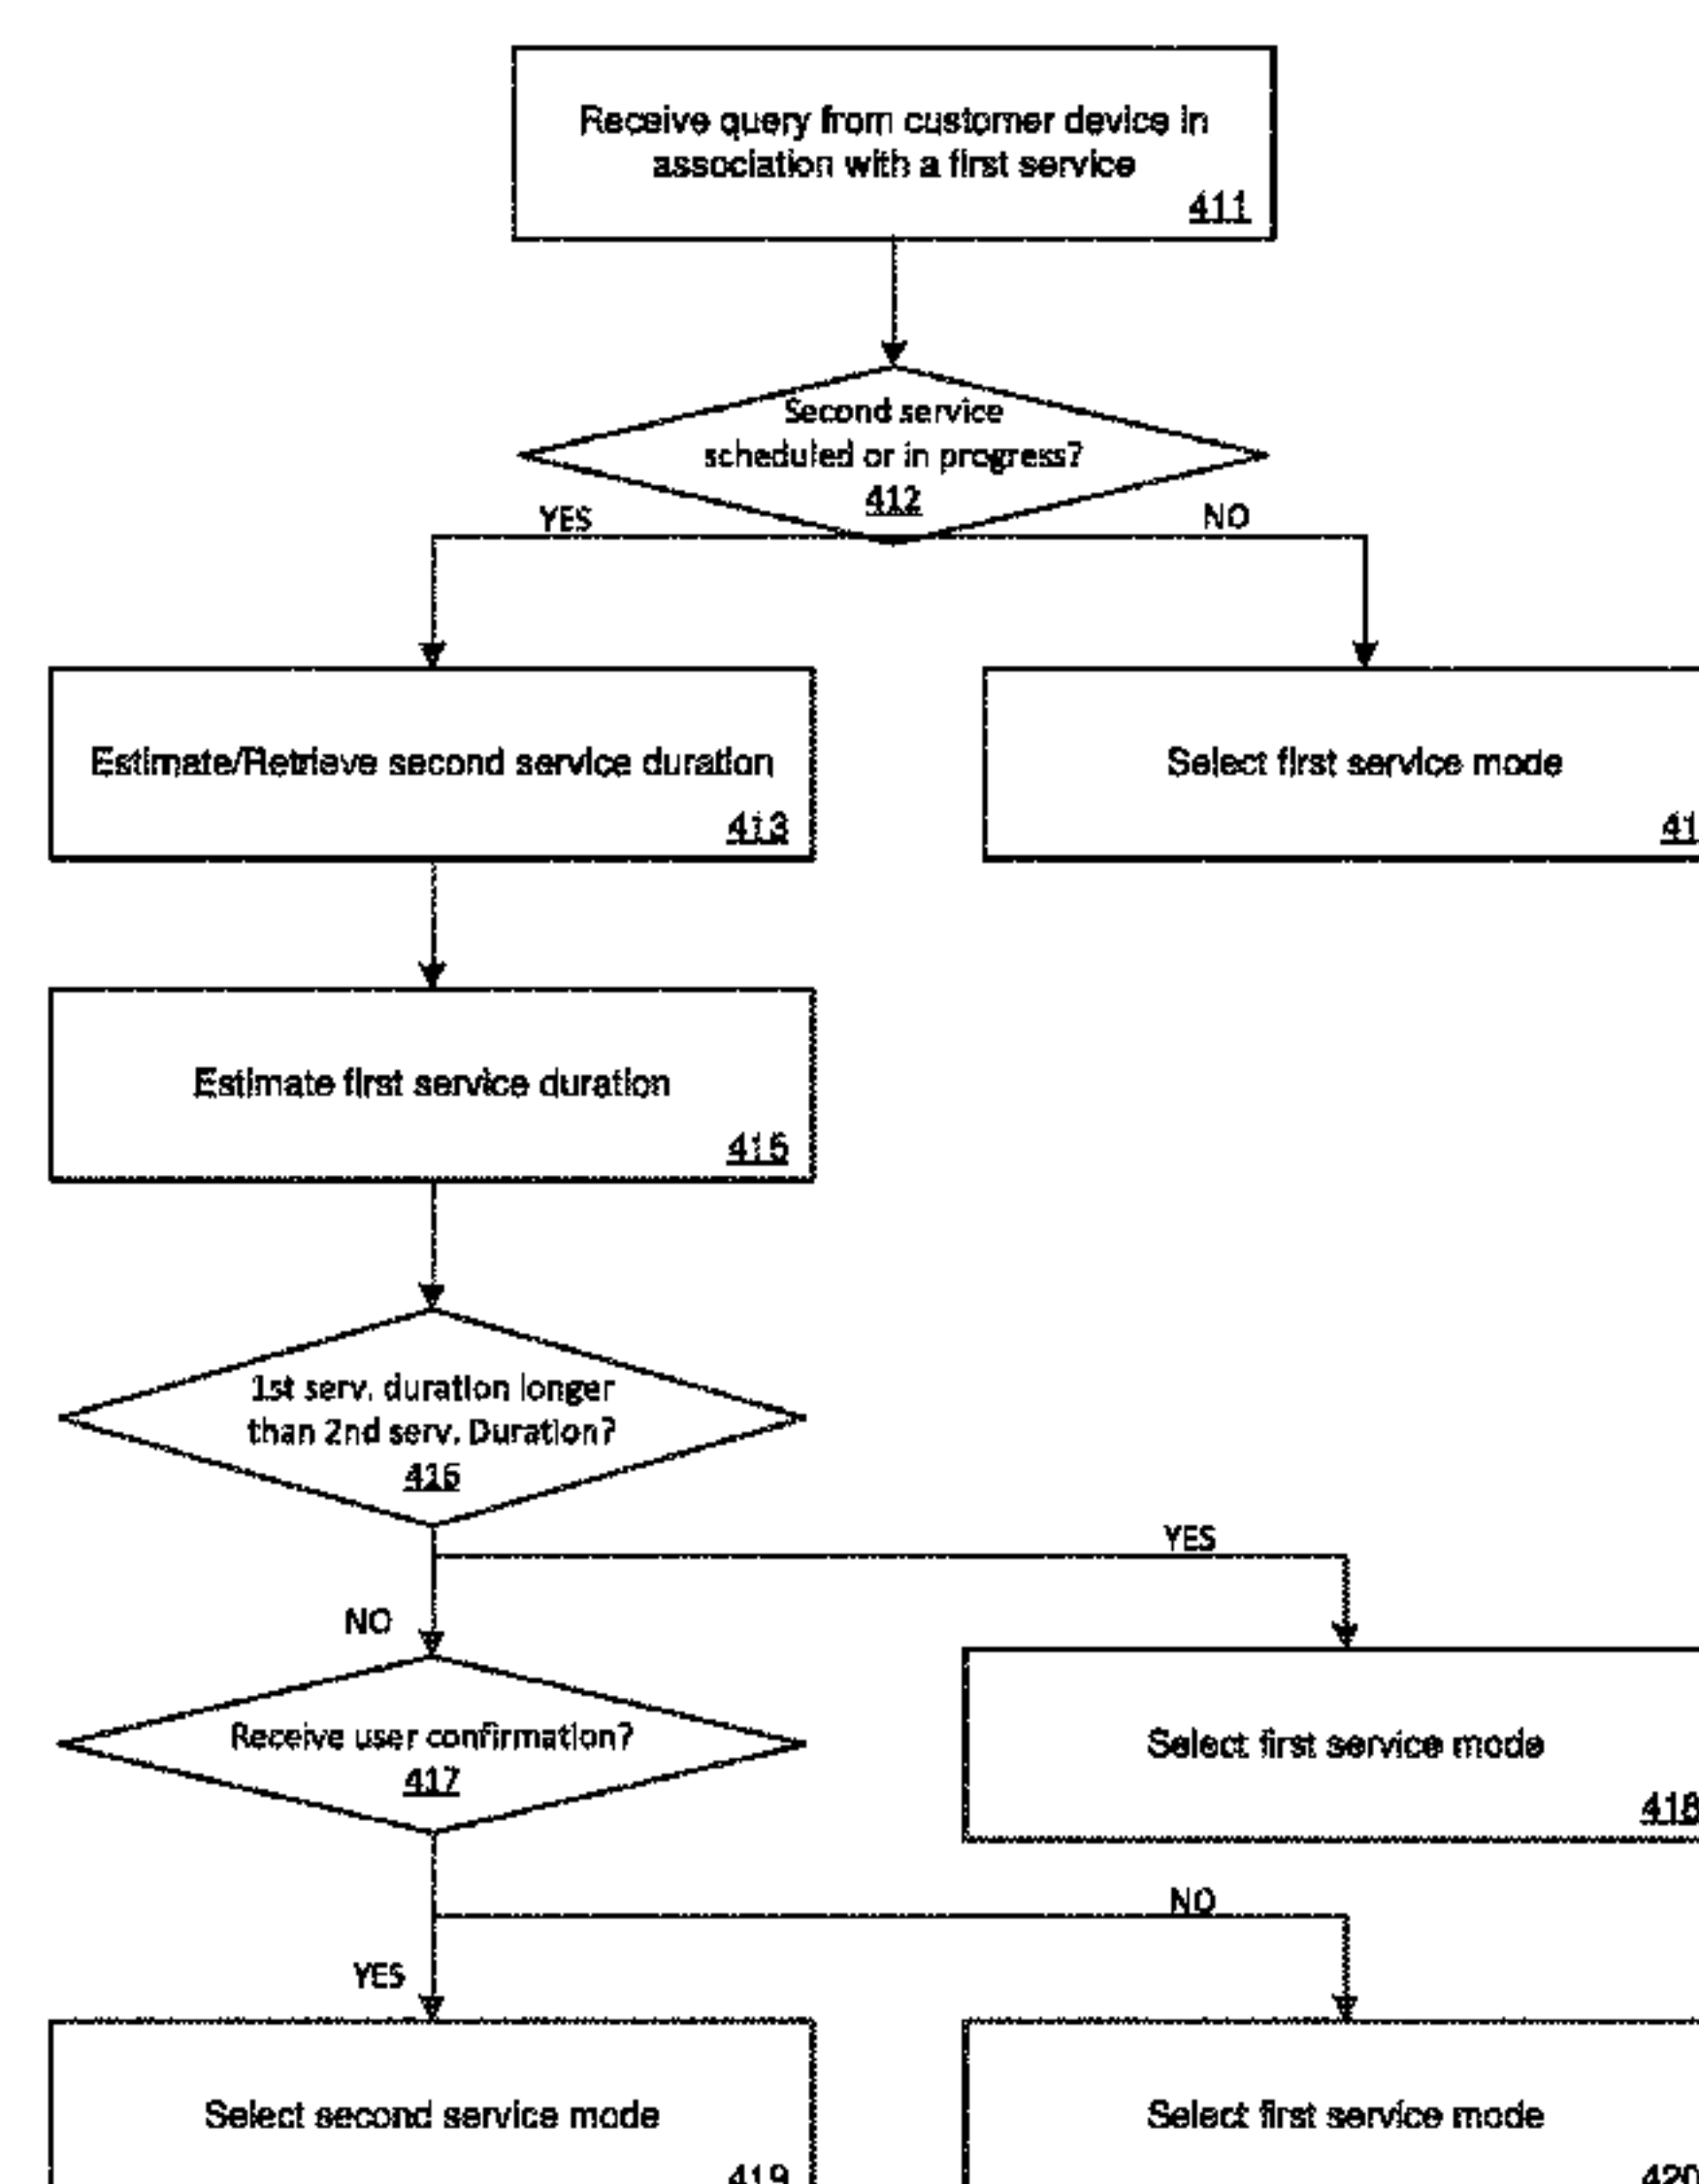 Receive query from customer device in
association with a first service
411
Second service
scheduled or in progress?
412
YES
NO
Estimate/Retrieve second service duration
413
Select first service mode
Estimate first service duration
415
1st serv. duration longer
than 2nd serv. Duration?
416
YES
NO
Receive user confirmation?
417
Select first service mode
418
NO
YES
Select second service mode
419
Select first service mode
420